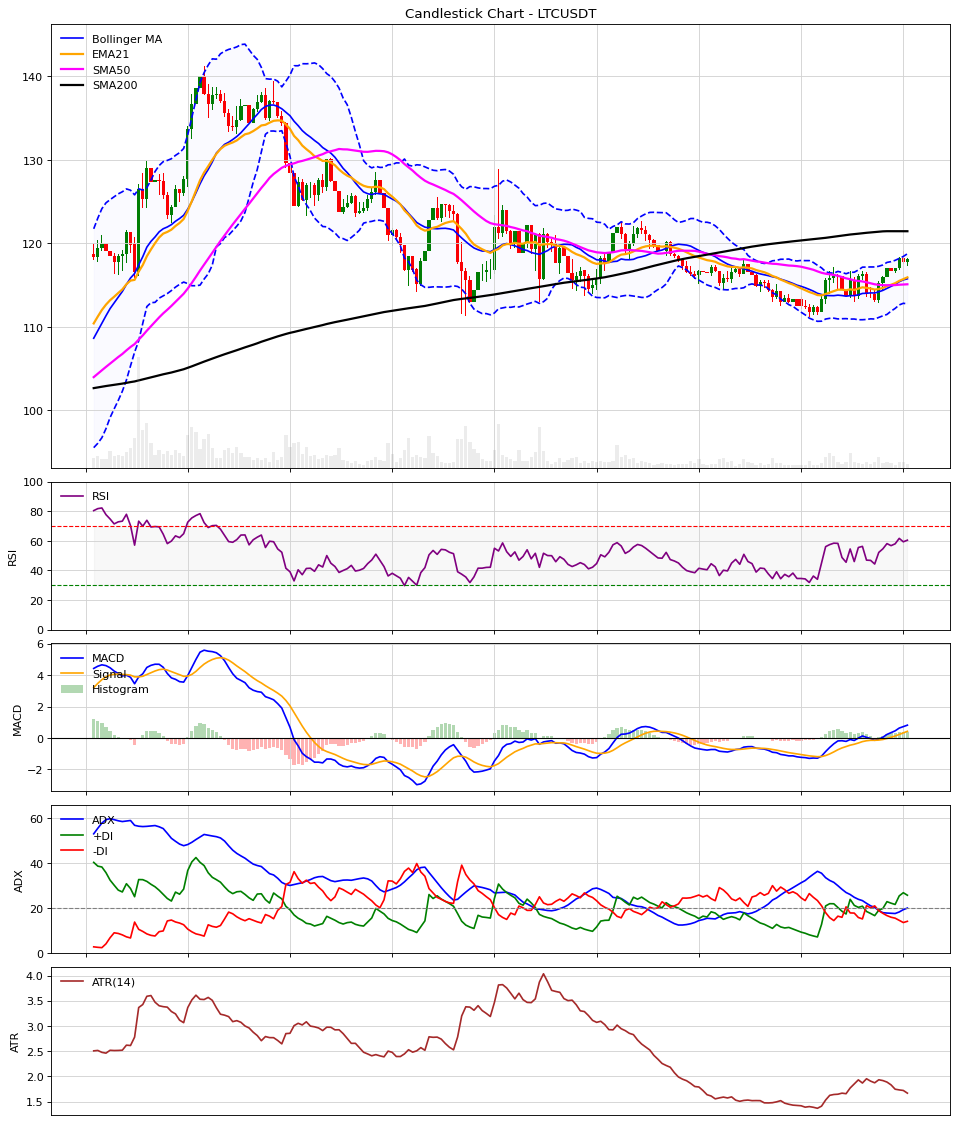 Candlestick Chart - LTCUSDT
Bollinger MA
EMA21
SMA50
SMA200
140
130
120
110
100
RSI
100
80
60
40
20
0
RSI
MACD
Signal
Histogram
6
4
2
0
−2
MACD
ADX
+DI
-DI
60
40
20
0
ADX
ATR(14)
4.0
3.5
3.0
2.5
2.0
1.5
ATR